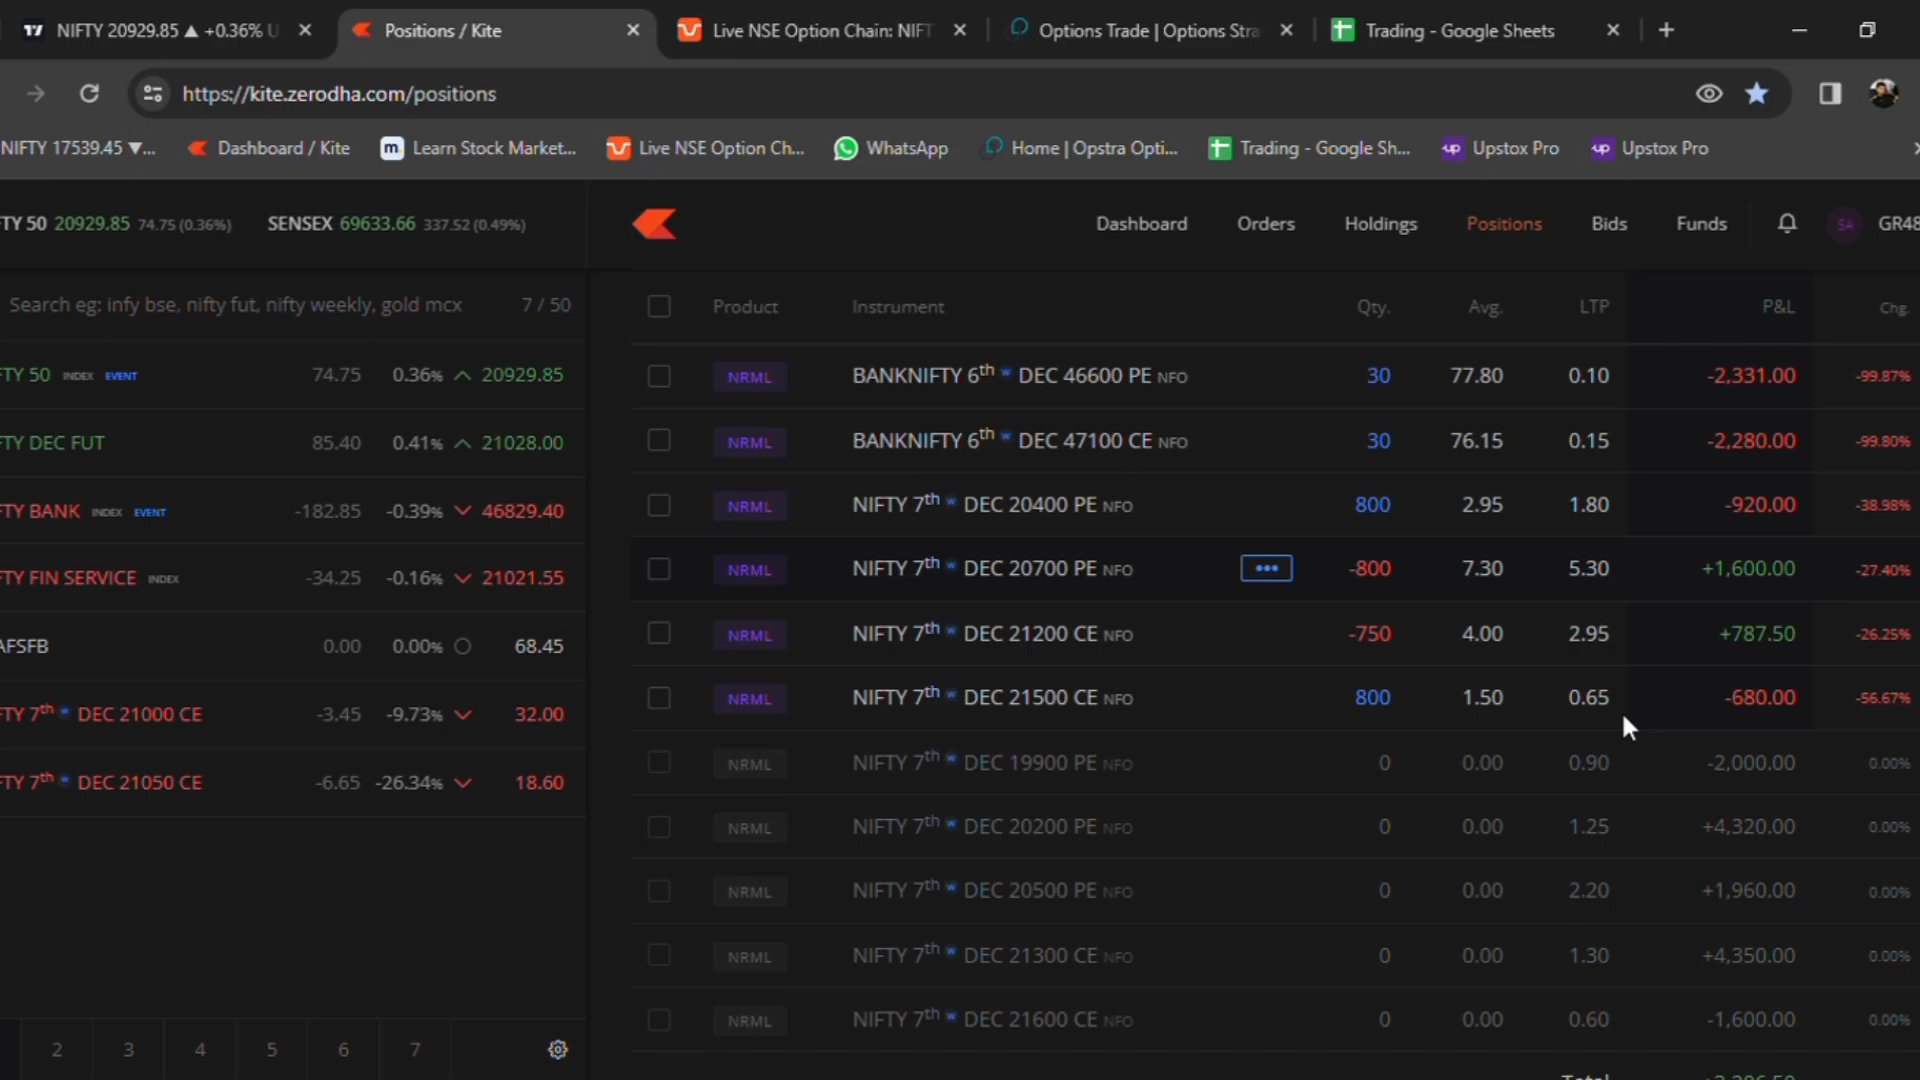 NIFTY 20929.85 ▲ +0.36% U
Positions / Kite
Live NSE Option Chain: NIFT
Options Trade | Options Stra
Trading - Google Sheets
https://kite.zerodha.com/positions
NIFTY 17539.45 ▼...
Dashboard / Kite
Learn Stock Market...
Live NSE Option Ch...
WhatsApp
Home | Opstra Opti...
Trading - Google Sh...
Upstox Pro
Upstox Pro
TY 50 20929.85 74.75 (0.36%) SENSEX 69633.66 337.52 (0.49%)
Dashboard Orders Holdings Positions Bids Funds SA GR48
Search eg: infy bse, nifty fut, nifty weekly, gold mcx 7 / 50
TY 50 INDEX EVENT 74.75 0.36% 20929.85
TY DEC FUT 85.40 0.41% 21028.00
TY BANK INDEX EVENT -182.85 -0.39% 46829.40
TY FIN SERVICE INDEX -34.25 -0.16% 21021.55
AFSFB 0.00 0.00% 68.45
TY 7th w DEC 21000 CE -3.45 -9.73% 32.00
TY 7th w DEC 21050 CE -6.65 -26.34% 18.60
2 3 4 5 6 7
Product Instrument Qty. Avg. LTP P&L Chg.
NRML BANKNIFTY 6th w DEC 46600 PE NFO 30 77.80 0.10 -2,331.00 -99.87%
NRML BANKNIFTY 6th w DEC 47100 CE NFO 30 76.15 0.15 -2,280.00 -99.80%
NRML NIFTY 7th w DEC 20400 PE NFO 800 2.95 1.80 -920.00 -38.98%
NRML NIFTY 7th w DEC 20700 PE NFO ••• -800 7.30 5.30 +1,600.00 -27.40%
NRML NIFTY 7th w DEC 21200 CE NFO -750 4.00 2.95 +787.50 -26.25%
NRML NIFTY 7th w DEC 21500 CE NFO 800 1.50 0.65 -680.00 -56.67%
NRML NIFTY 7th w DEC 19900 PE NFO 0 0.00 0.90 -2,000.00 0.00%
NRML NIFTY 7th w DEC 20200 PE NFO 0 0.00 1.25 +4,320.00 0.00%
NRML NIFTY 7th w DEC 20500 PE NFO 0 0.00 2.20 +1,960.00 0.00%
NRML NIFTY 7th w DEC 21300 CE NFO 0 0.00 1.30 +4,350.00 0.00%
NRML NIFTY 7th w DEC 21600 CE NFO 0 0.00 0.60 -1,600.00 0.00%
Total